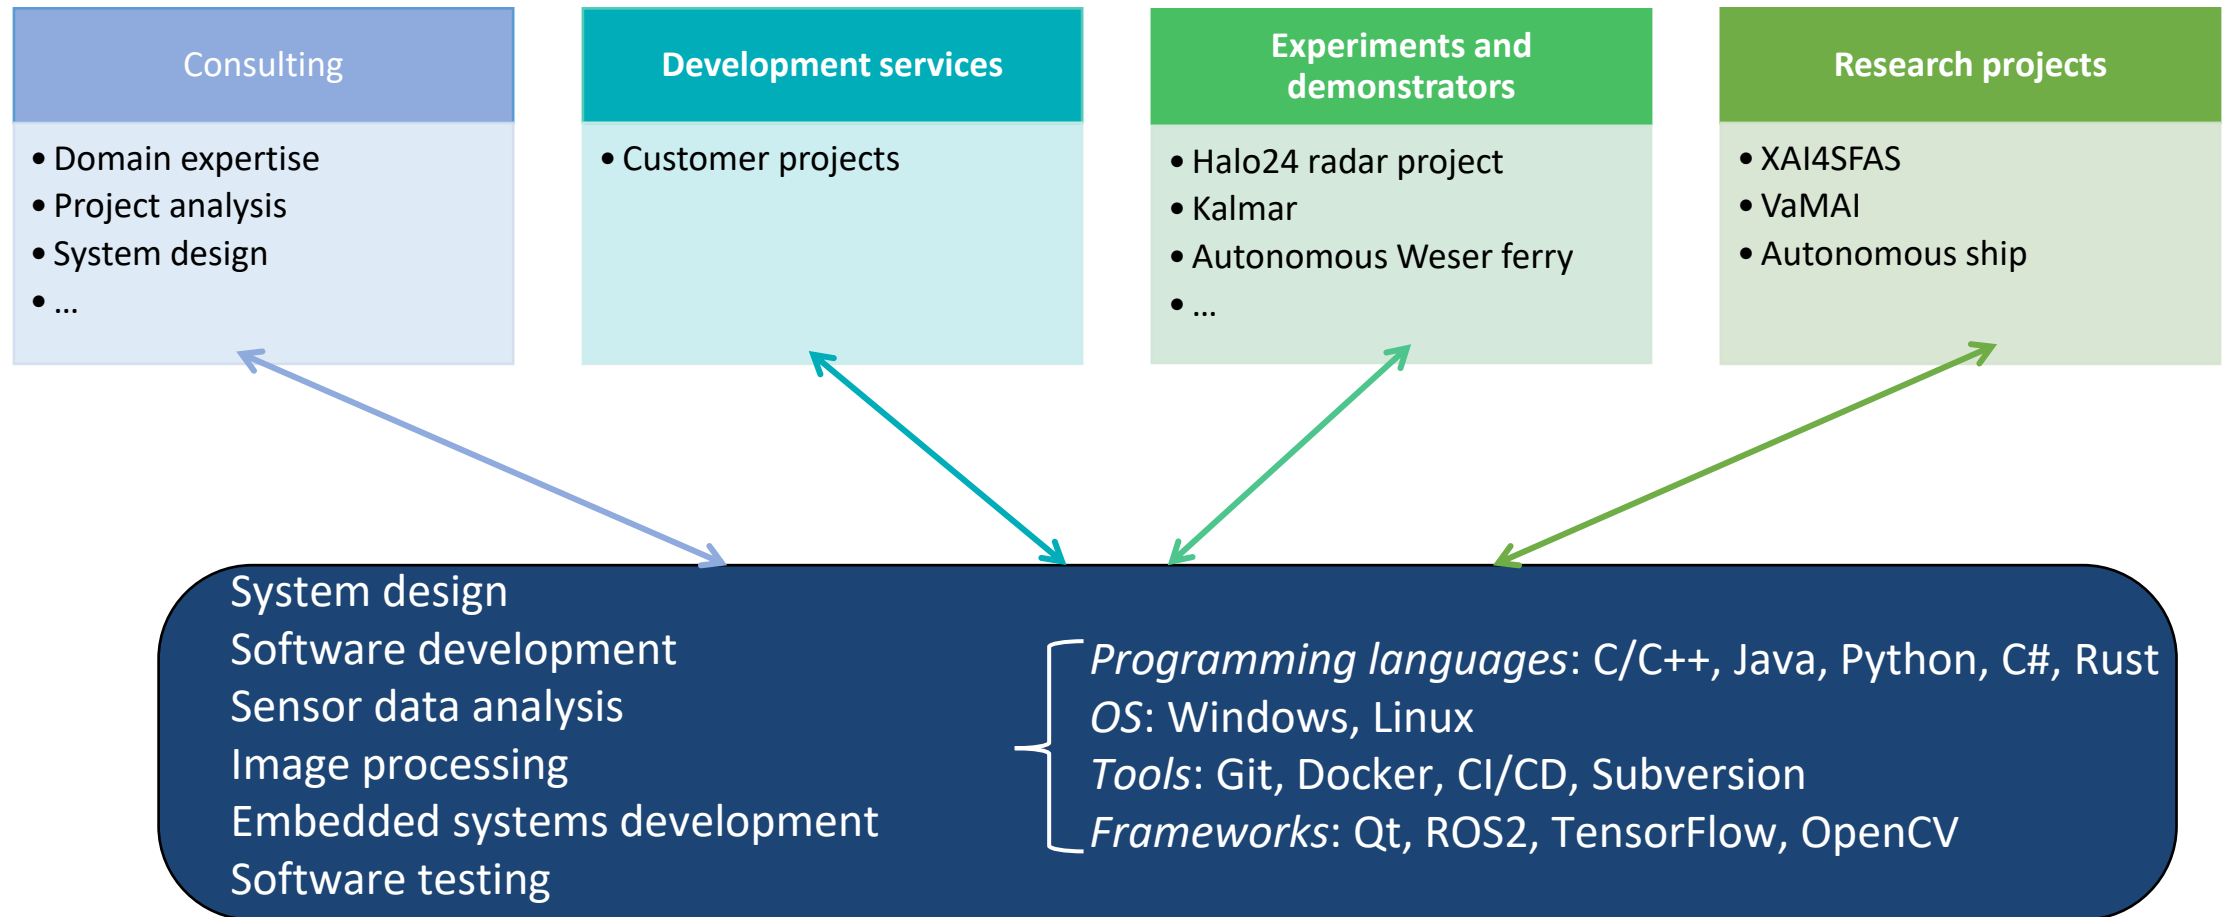 Consulting
• Domain expertise
• Project analysis
• System design
• ...
Development services
• Customer projects
Experiments and
demonstrators
• Halo24 radar project
• Kalmar
• Autonomous Weser ferry
• ...
Research projects
• XAI4SFAS
• VaMAI
• Autonomous ship
System design
Software development
Sensor data analysis
Image processing
Embedded systems development
Software testing
Programming languages: C/C++, Java, Python, C#, Rust
OS: Windows, Linux
Tools: Git, Docker, CI/CD, Subversion
Frameworks: Qt, ROS2, TensorFlow, OpenCV